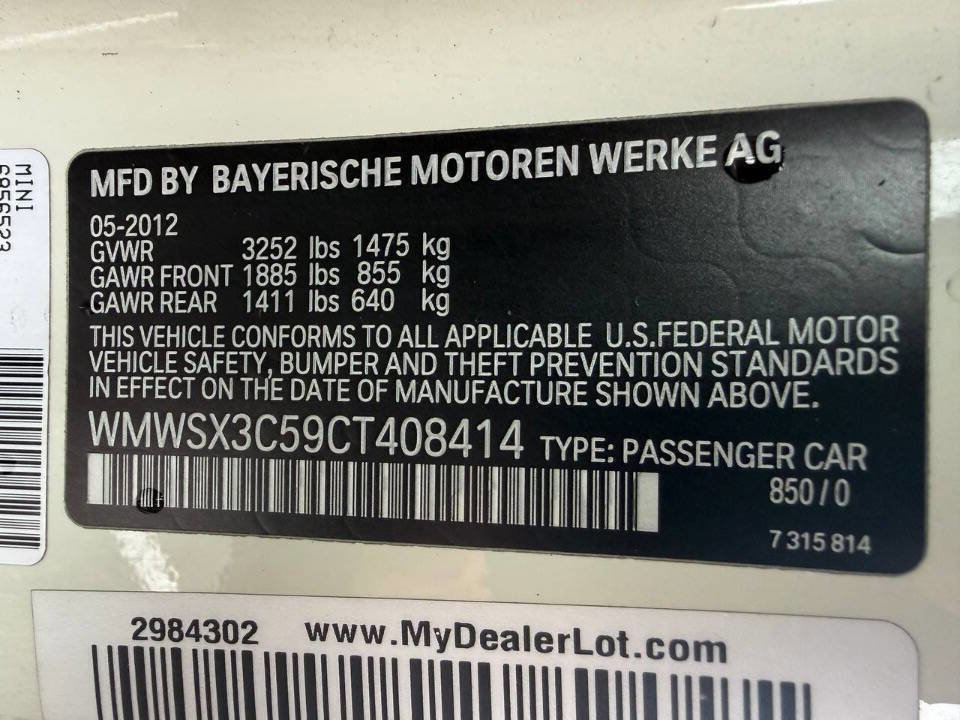 MINI
6956523
MFD BY BAYERISCHE MOTOREN WERKE AG
05-2012
GVWR 3252 lbs 1475 kg
GAWR FRONT 1885 lbs 855 kg
GAWR REAR 1411 lbs 640 kg
THIS VEHICLE CONFORMS TO ALL APPLICABLE U.S.FEDERAL MOTOR
VEHICLE SAFETY, BUMPER AND THEFT PREVENTION STANDARDS
IN EFFECT ON THE DATE OF MANUFACTURE SHOWN ABOVE.
WMWSX3C59CT408414 TYPE: PASSENGER CAR
850/0
7 315 814
2984302 www.MyDealerLot.com